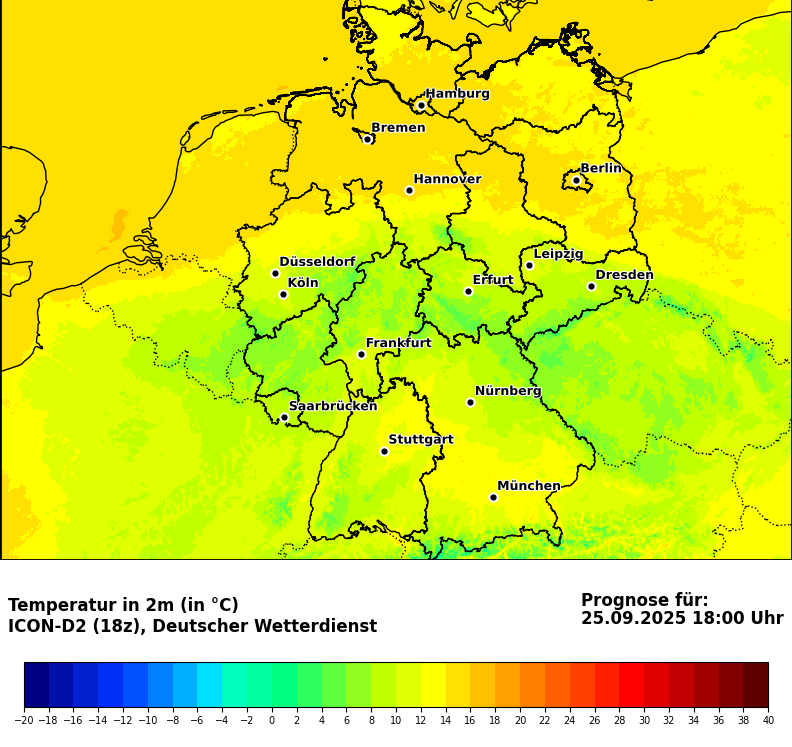 Hamburg
Bremen
Berlin
Hannover
Leipzig
Düsseldorf
Dresden
Köln
Erfurt
Frankfurt
Nürnberg
Saarbrücken
Stuttgart
München
Temperatur in 2m (in °C)
ICON-D2 (18z), Deutscher Wetterdienst
Prognose für:
25.09.2025 18:00 Uhr
−20 −18 −16 −14 −12 −10 −8 −6 −4 −2 0 2 4 6 8 10 12 14 16 18 20 22 24 26 28 30 32 34 36 38 40